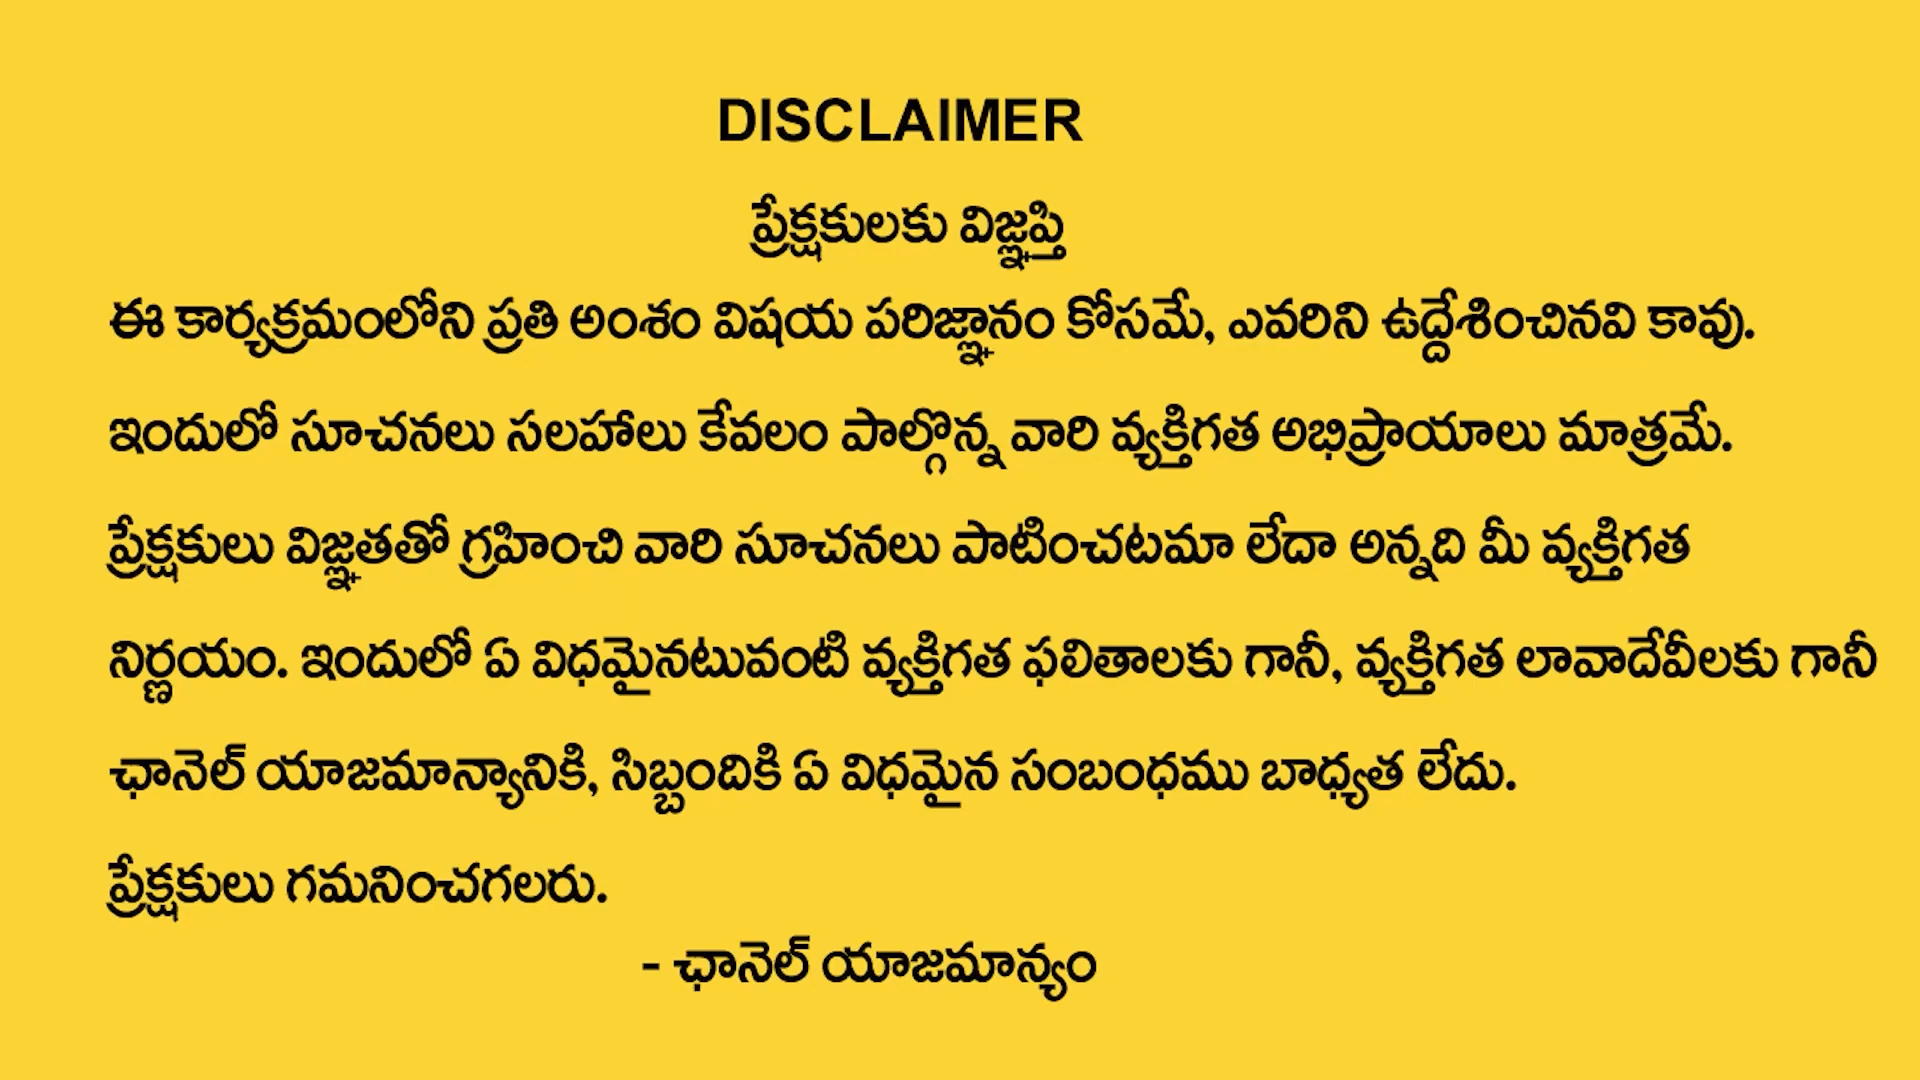 DISCLAIMER
ప్రేక్షకులకు విజ్ఞప్తి
ఈ కార్యక్రమంలోని ప్రతి అంశం విషయ పరిజ్ఞానం కోసమే, ఎవరిని ఉద్దేశించినవి కావు.
ఇందులో సూచనలు సలహాలు కేవలం పాల్గొన్న వారి వ్యక్తిగత అభిప్రాయాలు మాత్రమే.
ప్రేక్షకులు విజ్ఞతతో గ్రహించి వారి సూచనలు పాటించటమా లేదా అన్నది మీ వ్యక్తిగత
నిర్ణయం. ఇందులో ఏ విధమైనటువంటి వ్యక్తిగత ఫలితాలకు గానీ, వ్యక్తిగత లావాదేవీలకు గానీ
ఛానెల్ యాజమాన్యానికి, సిబ్బందికి ఏ విధమైన సంబంధము బాధ్యత లేదు.
ప్రేక్షకులు గమనించగలరు.
- ఛానెల్ యాజమాన్యం